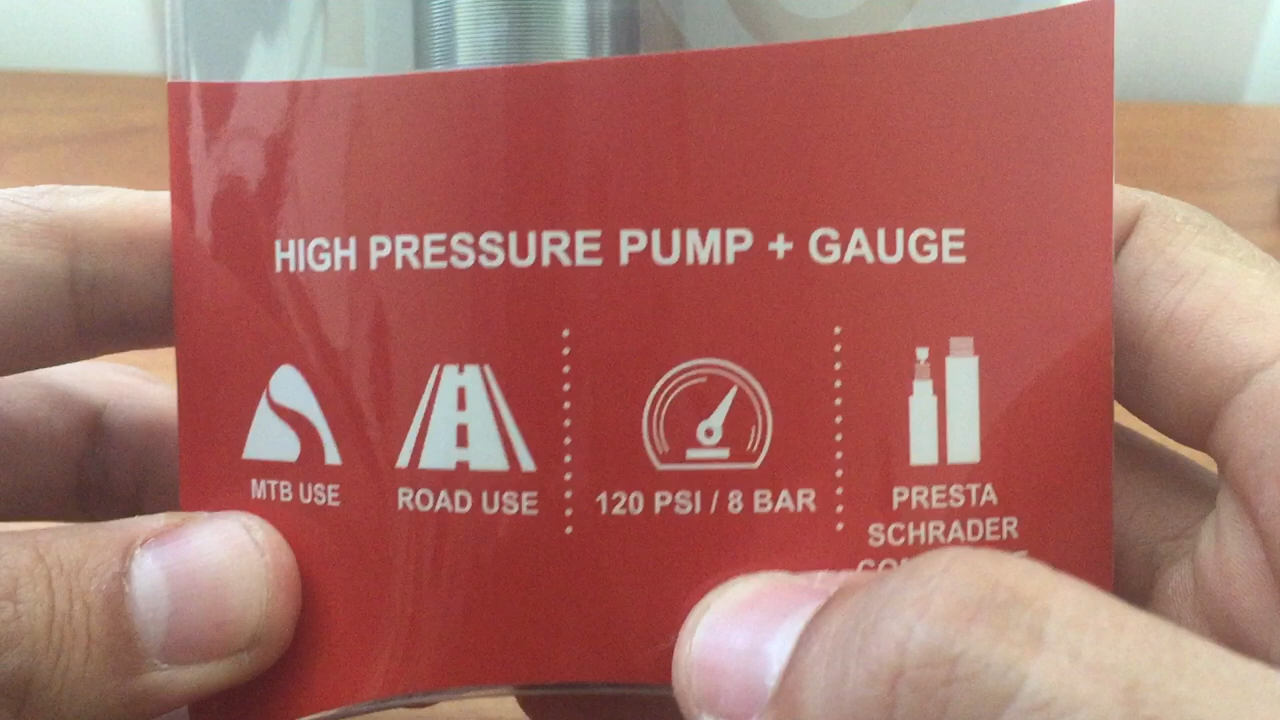 HIGH PRESSURE PUMP + GAUGE
MTB USE
ROAD USE
120 PSI / 8 BAR
PRESTA
SCHRADER